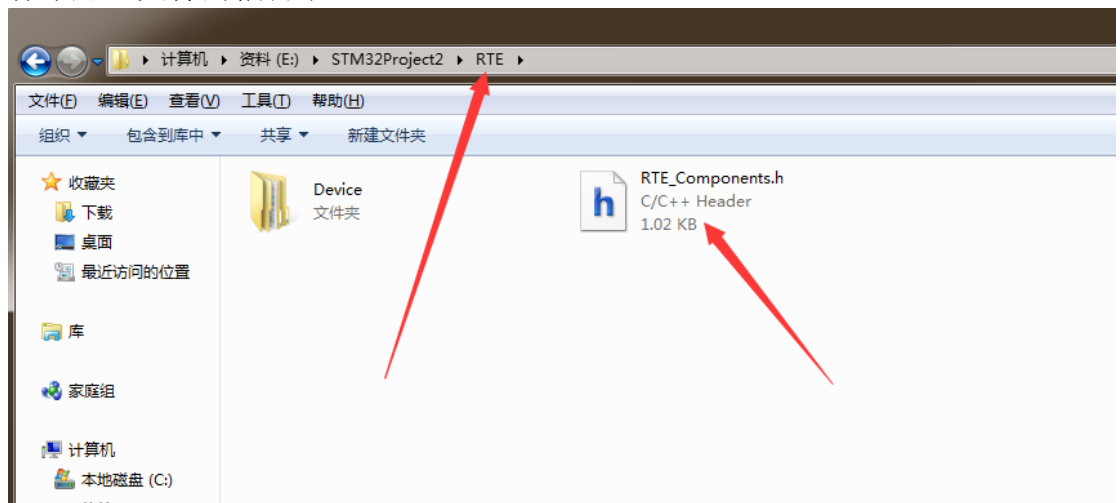 计算机 ▸ 资料 (E:) ▸ STM32Project2 ▸ RTE ▸
文件(F) 编辑(E) 查看(V) 工具(T) 帮助(H)
组织 包含到库中 共享 新建文件夹
收藏夹
下载
桌面
最近访问的位置
库
家庭组
计算机
本地磁盘 (C:)
Device
文件夹
RTE_Components.h
C/C++ Header
1.02 KB